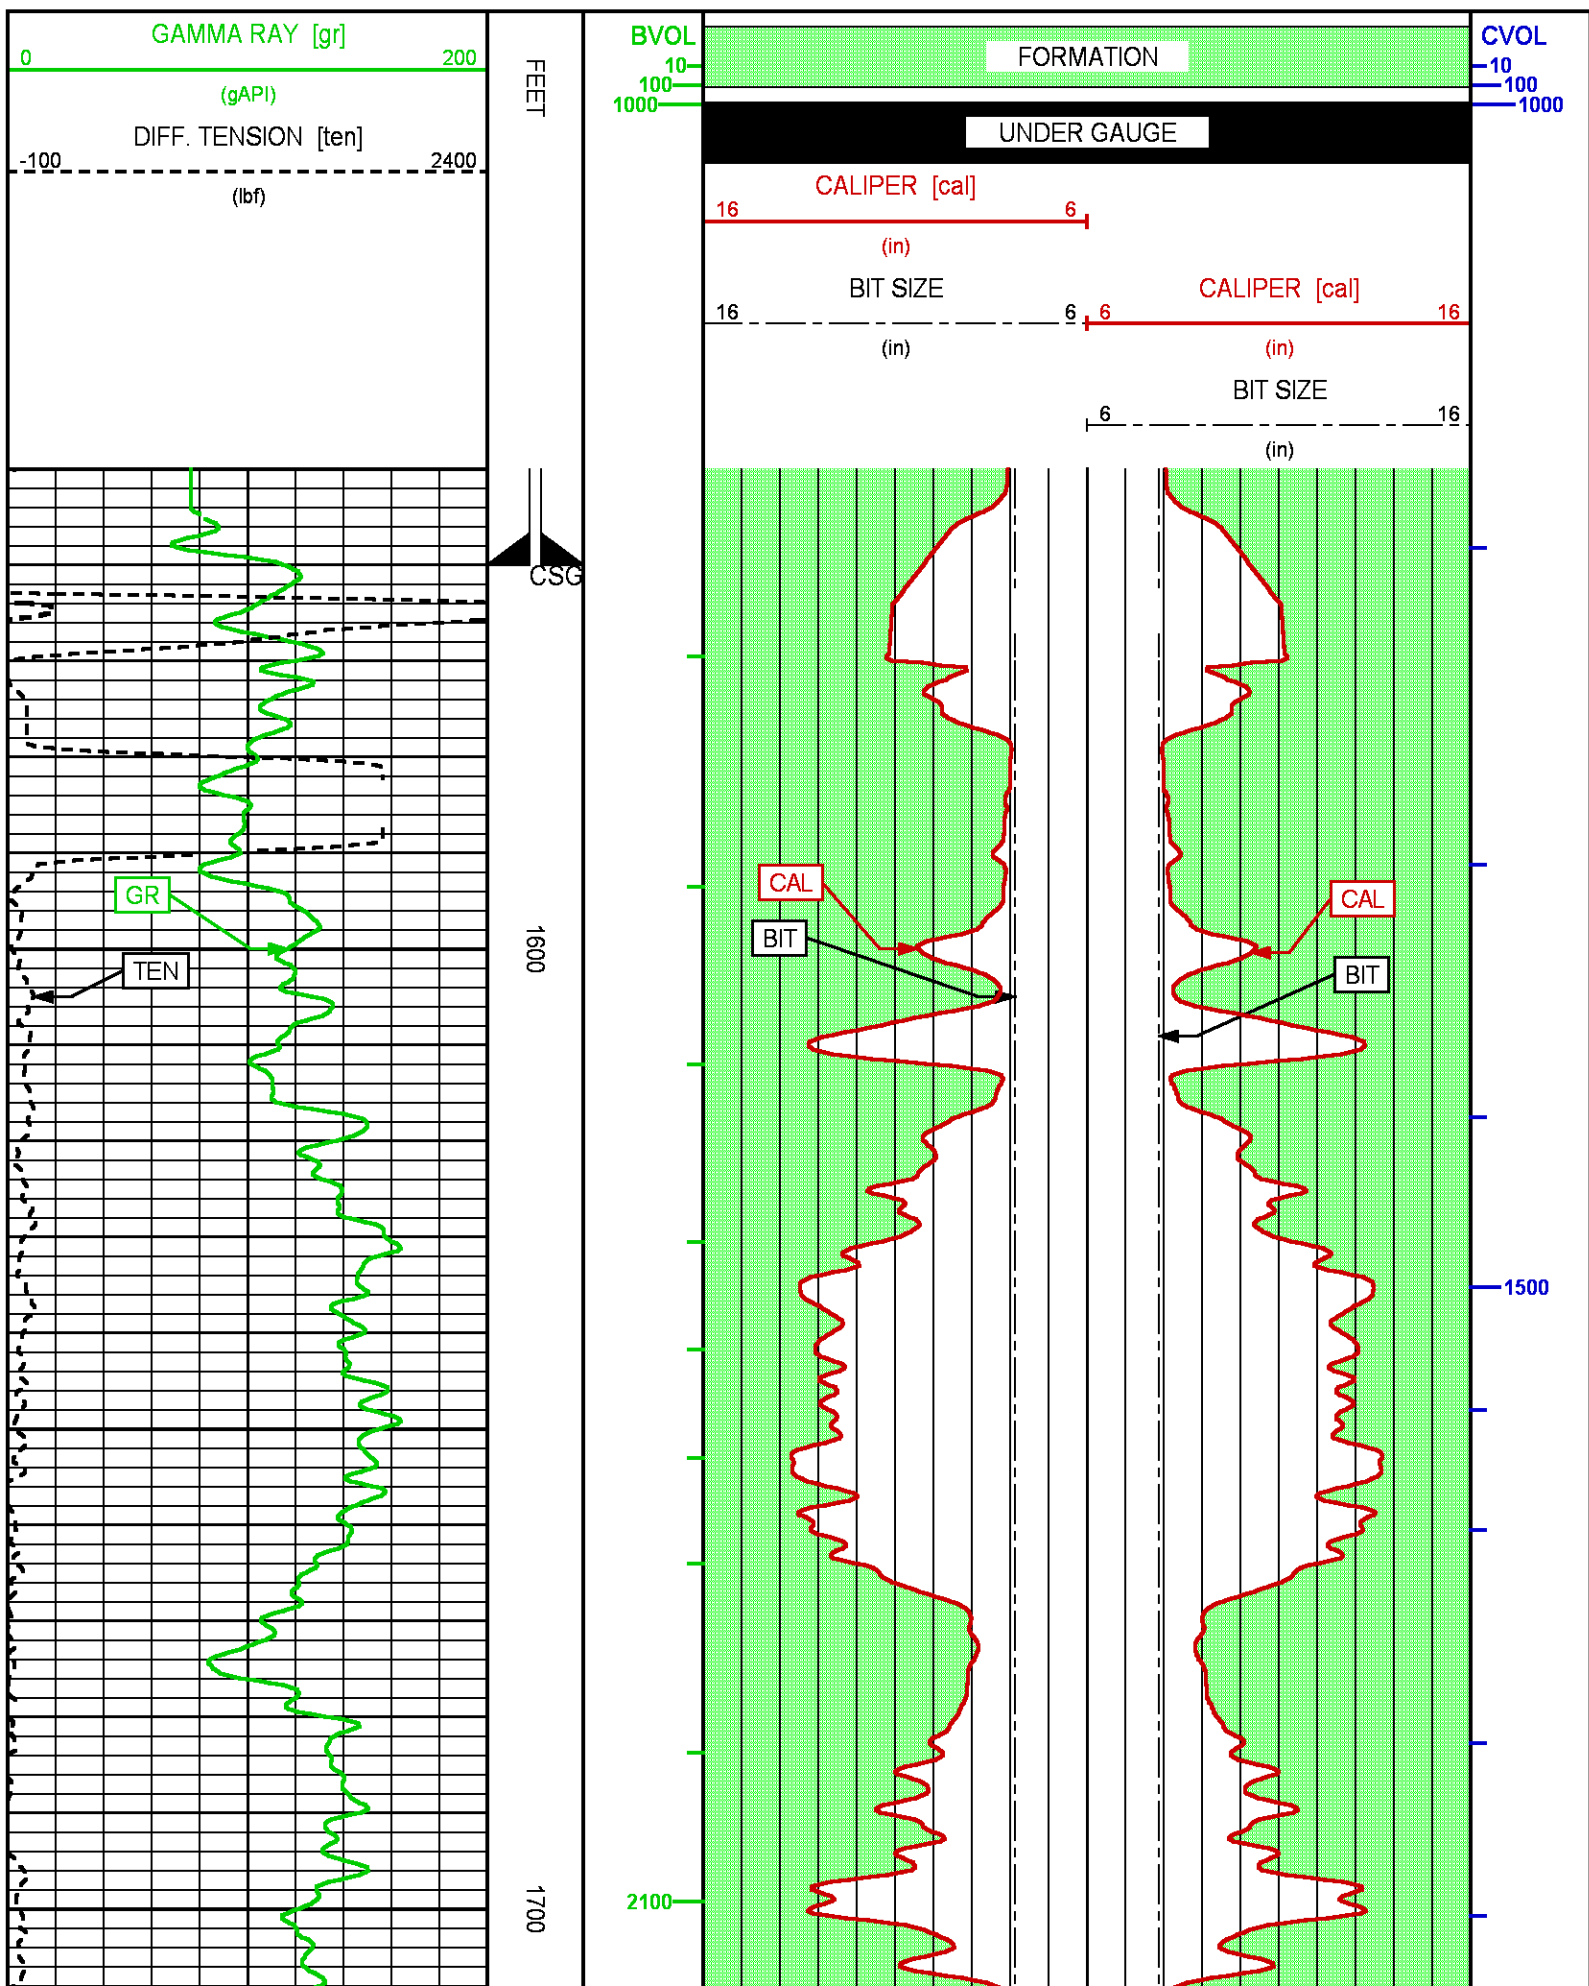 GAMMA RAY [gr]
0 200
(gAPI)
DIFF. TENSION [ten]
-100 2400
(lbf)
FEET
BVOL
10
100
1000
FORMATION
UNDER GAUGE
CVOL
10
100
1000
CALIPER [cal]
16 6
(in)
BIT SIZE
16 6
(in)
CALIPER [cal]
6 16
(in)
BIT SIZE
6 16
(in)
CSG
GR
TEN
1600
CAL
BIT
CAL
BIT
1500
1700
2100